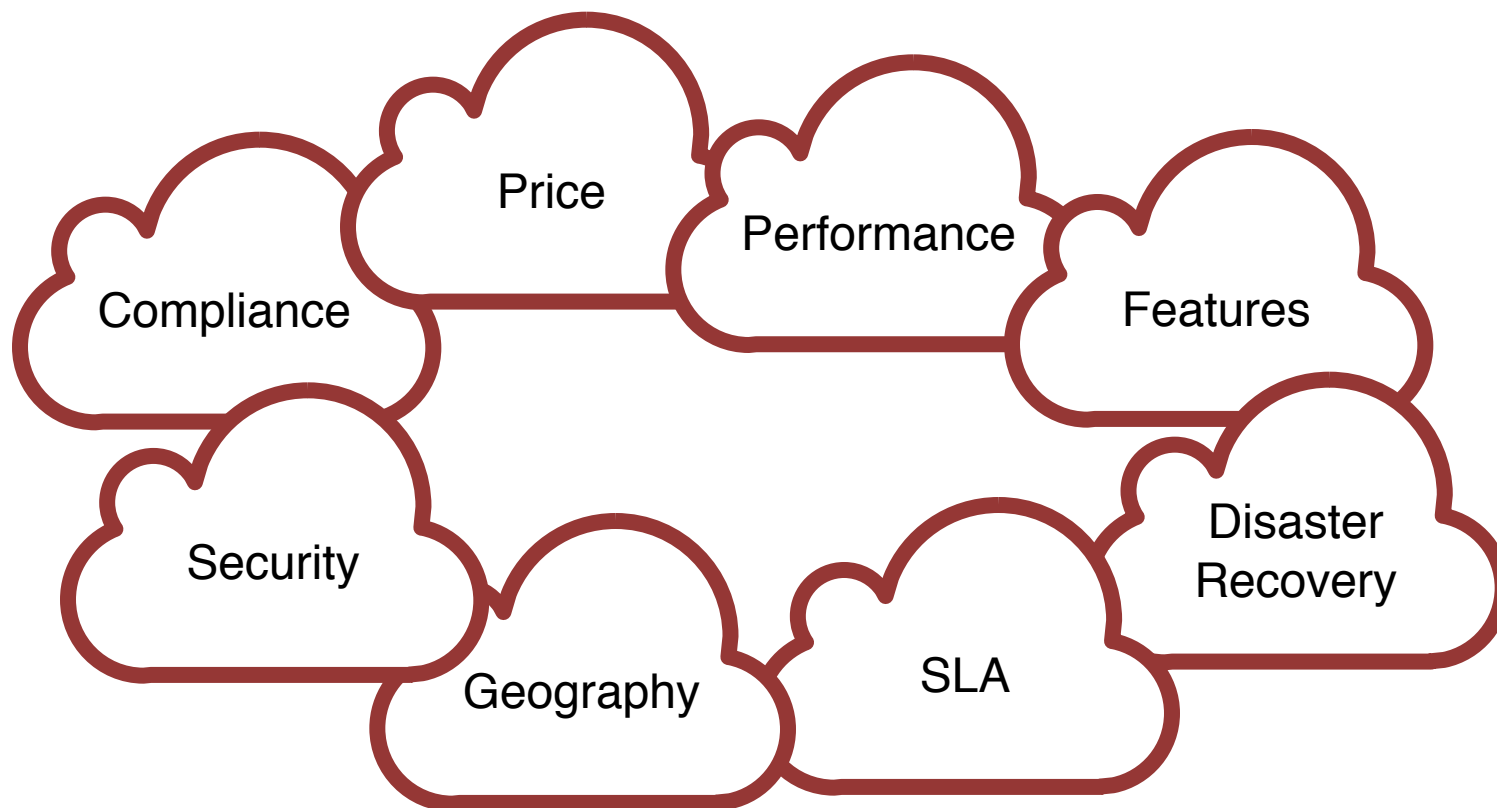 Price
Performance
Compliance
Features
Security
Disaster
Recovery
Geography
SLA